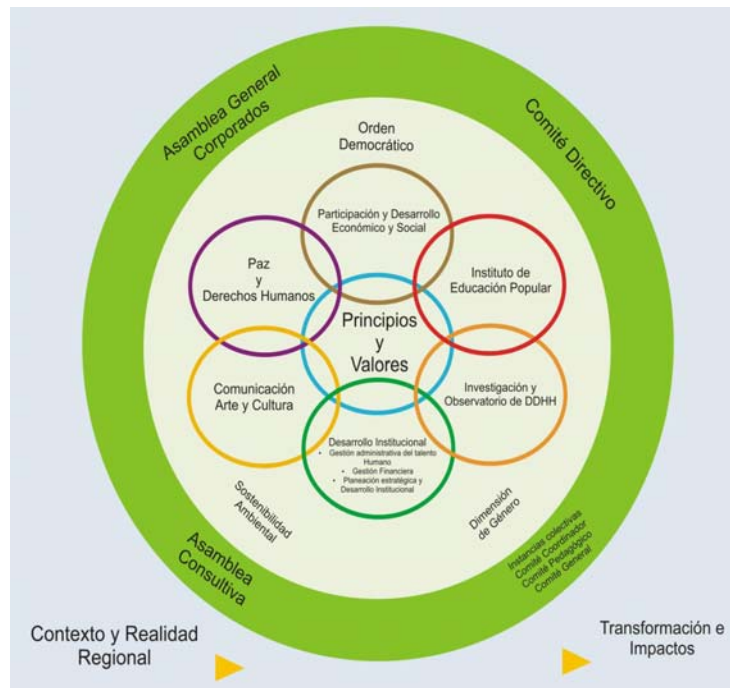 Asamblea General
Corporados
Comité Directivo
Orden
Democrático
Participación y Desarrollo
Económico y Social
Paz
y
Derechos Humanos
Instituto de
Educación Popular
Principios
y
Valores
Comunicación
Arte y Cultura
Investigación y
Observatorio de DDHH
Desarrollo Institucional
• Gestión administrativa del talento
Humano
• Gestión Financiera
• Planeación estratégica y
Desarrollo Institucional
Sostenibilidad
Ambiental
Dimensión
de Género
Asamblea
Consultiva
Instancias colectivas
Comité Coordinador
Comité Pedagógico
Comité General
Contexto y Realidad
Regional
Transformación e
Impactos